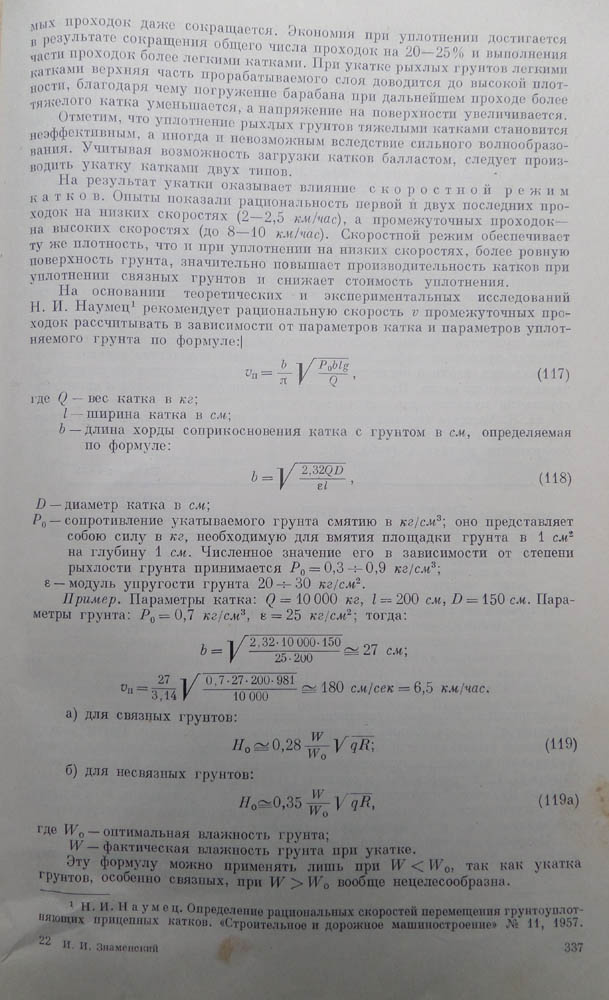 мых проходок даже сокращается. Экономия при уплотнении достигается
в результате сокращения общего числа проходок на 20—25% и выполнения
части проходок более легкими катками. При укатке рыхлых грунтов легкими
катками верхняя часть прорабатываемого слоя доводится до высокой плот-
ности, благодаря чему погружение барабана при дальнейшем проходе более
тяжелого катка уменьшается, а напряжение на поверхности увеличивается.
Отметим, что уплотнение рыхлых грунтов тяжелыми катками становится
неэффективным, а иногда и невозможным вследствие сильного волнообразо-
вания. Учитывая возможность загрузки катков балластом, следует произ-
водить укатку катками двух типов.
На результат укатки оказывает влияние скоростной режим
катков. Опыты показали рациональность первой и двух последних про-
ходок на низких скоростях (2—2,5 км/час), а промежуточных проходок—
на высоких скоростях (до 8—10 км/час). Скоростной режим обеспечивает
ту же плотность, что и при уплотнении на низких скоростях, более ровную
поверхность грунта, значительно повышает производительность катков при
уплотнении связных грунтов и снижает стоимость уплотнения.
На основании теоретических и экспериментальных исследований
Н. И. Наумец¹ рекомендует рациональную скорость v промежуточных про-
ходок рассчитывать в зависимости от параметров катка и параметров уплот-
няемого грунта по формуле:
vп = b/π √(P₀blg/Q), (117)
где Q — вес катка в кг;
l — ширина катка в см;
b — длина хорды соприкосновения катка с грунтом в см, определяемая
по формуле:
b = √(2,32QD/εl), (118)
D — диаметр катка в см;
P₀ — сопротивление укатываемого грунта смятию в кг/см³; оно представляет
собою силу в кг, необходимую для вмятия площадки грунта в 1 см²
на глубину 1 см. Численное значение его в зависимости от степени
рыхлости грунта принимается P₀ = 0,3 ÷ 0,9 кг/см³;
ε — модуль упругости грунта 20 ÷ 30 кг/см².
Пример. Параметры катка: Q = 10 000 кг, l = 200 см, D = 150 см. Пара-
метры грунта: P₀ = 0,7 кг/см³, ε = 25 кг/см²; тогда:
b = √(2,32·10 000·150/25·200) ≅ 27 см;
vп = 27/3,14 √(0,7·27·200·981/10 000) ≅ 180 см/сек = 6,5 км/час.
а) для связных грунтов:
H₀ ≅ 0,28 W/W₀ √qR; (119)
б) для несвязных грунтов:
H₀ ≅ 0,35 W/W₀ √qR, (119а)
где W₀ — оптимальная влажность грунта;
W — фактическая влажность грунта при укатке.
Эту формулу можно применять лишь при W < W₀, так как укатка
грунтов, особенно связных, при W > W₀ вообще нецелесообразна.
¹ Н. И. Наумец. Определение рациональных скоростей перемещения грунтоуплот-
няющих прицепных катков. «Строительное и дорожное машиностроение» № 11, 1957.
22 И. И. Знаменский 337